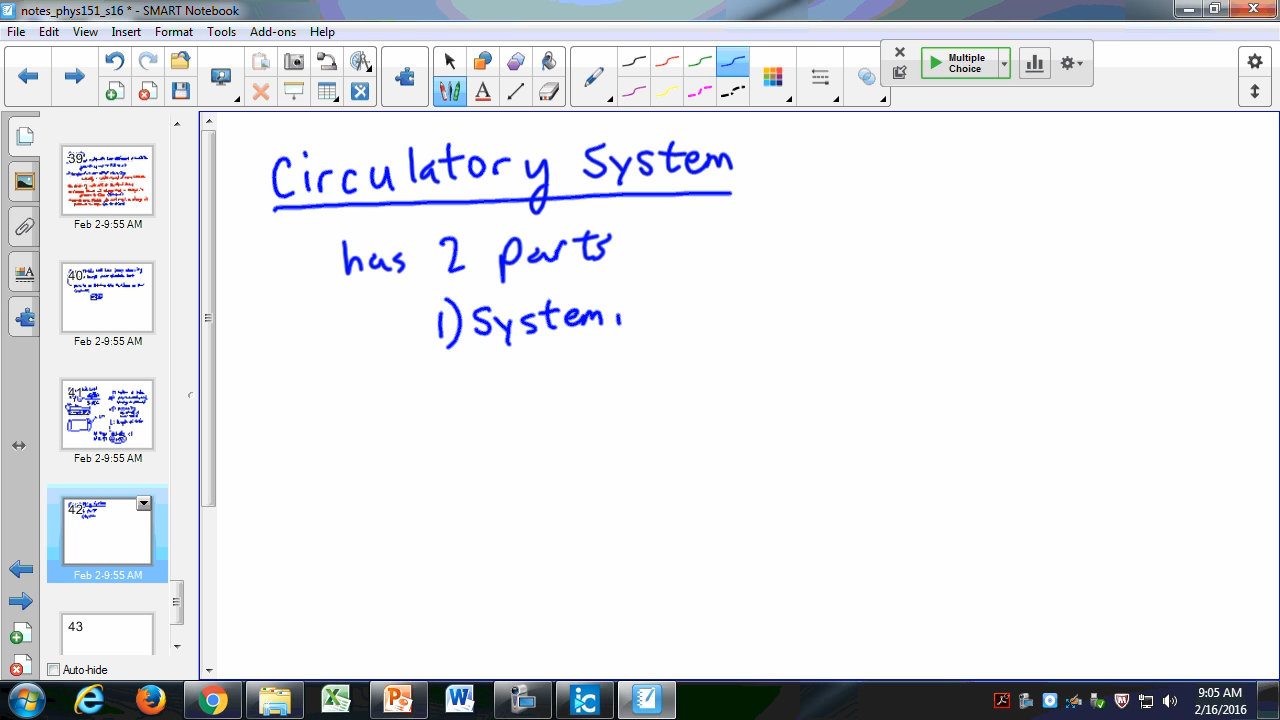 notes_phys151_s16 * - SMART Notebook
File Edit View Insert Format Tools Add-ons Help
Multiple
Choice
39
Feb 2-9:55 AM
40
Feb 2-9:55 AM
41
Feb 2-9:55 AM
42
Feb 2-9:55 AM
43
Auto-hide
Circulatory System
has 2 parts
1) System
9:05 AM
2/16/2016